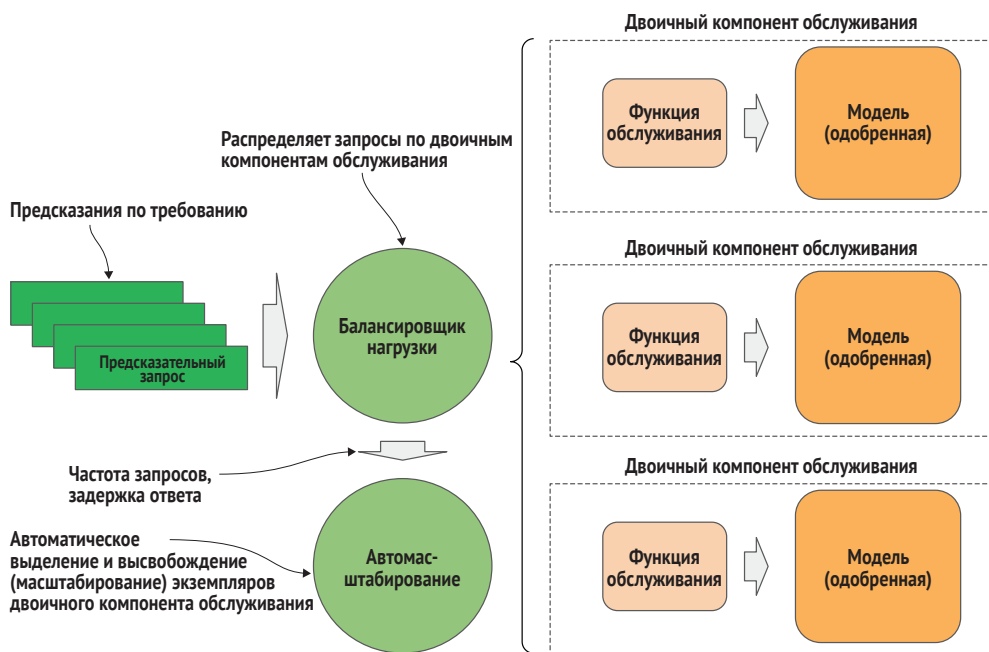 Двоичный компонент обслуживания
Функция
обслуживания
Модель
(одобренная)
Распределяет запросы по двоичным
компонентам обслуживания
Предсказания по требованию
Двоичный компонент обслуживания
Балансировщик
нагрузки
Функция
обслуживания
Модель
(одобренная)
Предсказательный
запрос
Двоичный компонент обслуживания
Частота запросов,
задержка ответа
Автоматическое
выделение и высвобождение
(масштабирование) экземпляров
двоичного компонента обслуживания
Автомас-
штабирование
Функция
обслуживания
Модель
(одобренная)